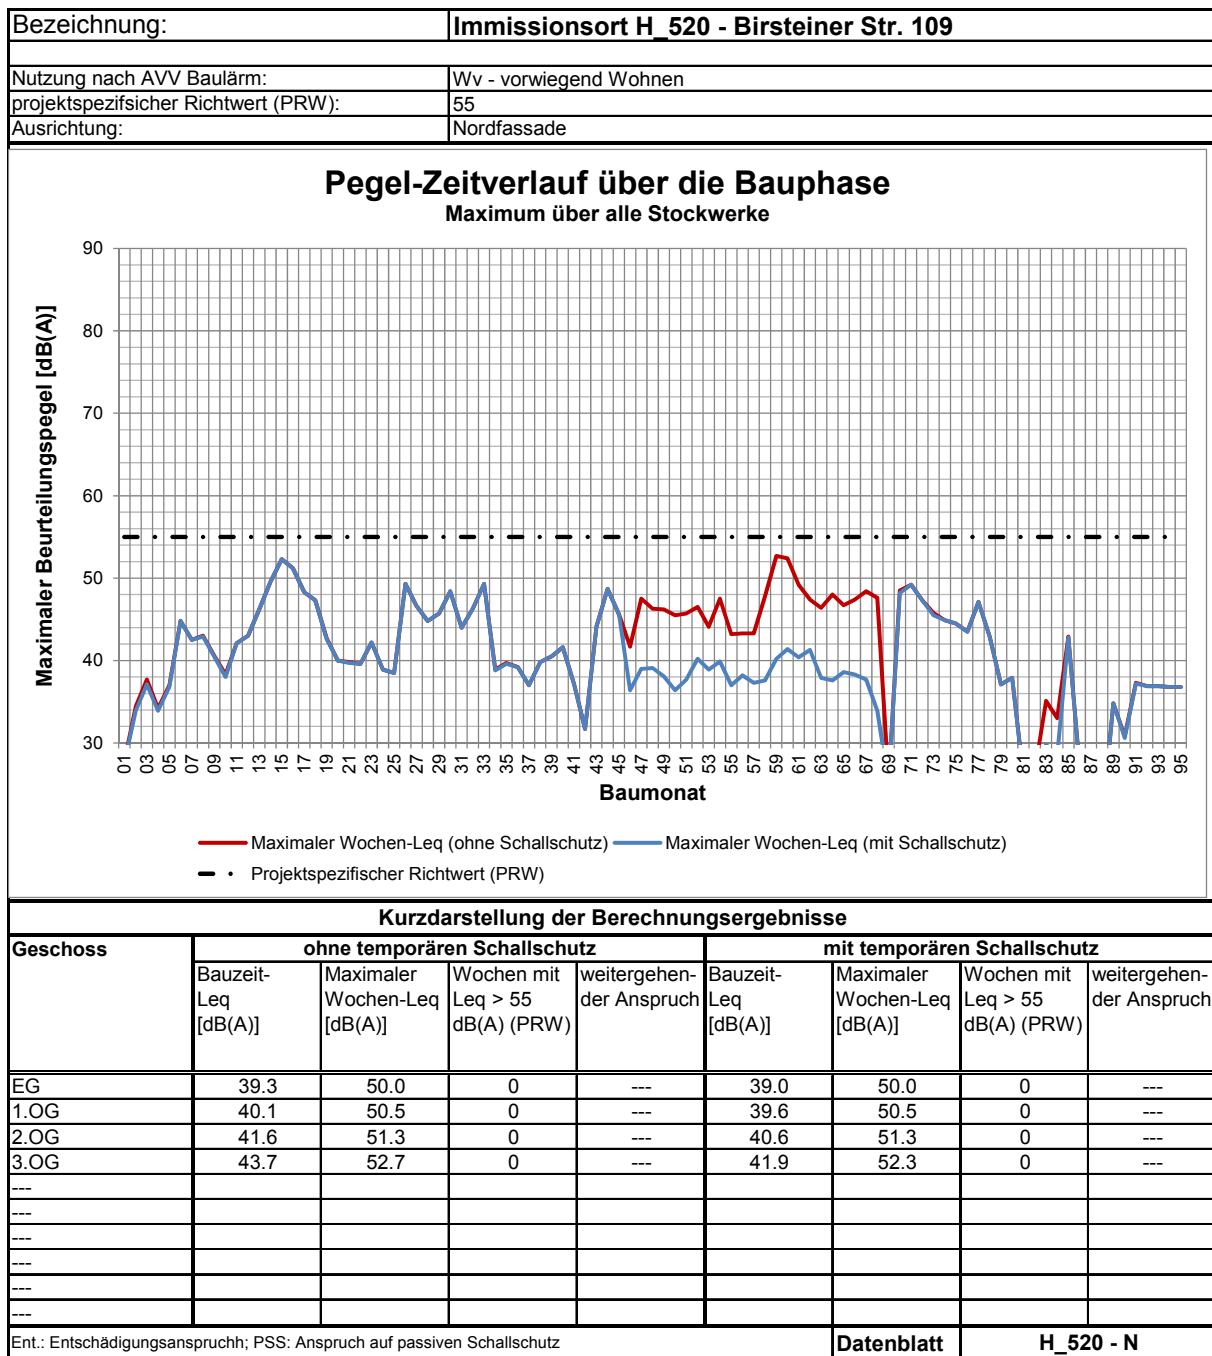 Bezeichnung: Immissionsort H_520 - Birsteiner Str. 109
Nutzung nach AVV Baulärm: Wv - vorwiegend Wohnen
projektspezifsicher Richtwert (PRW): 55
Ausrichtung: Nordfassade
Pegel-Zeitverlauf über die Bauphase
Maximum über alle Stockwerke
Maximaler Beurteilungspegel [dB(A)]
90
80
70
60
50
40
30
01 03 05 07 09 11 13 15 17 19 21 23 25 27 29 31 33 35 37 39 41 43 45 47 49 51 53 55 57 59 61 63 65 67 69 71 73 75 77 79 81 83 85 87 89 91 93 95
Baumonat
Maximaler Wochen-Leq (ohne Schallschutz) Maximaler Wochen-Leq (mit Schallschutz)
Projektspezifischer Richtwert (PRW)
Kurzdarstellung der Berechnungsergebnisse
Geschoss ohne temporären Schallschutz mit temporären Schallschutz
Bauzeit- Maximaler Wochen mit weitergehen- Bauzeit- Maximaler Wochen mit weitergehen-
Leq Wochen-Leq Leq > 55 der Anspruch Leq Wochen-Leq Leq > 55 der Anspruch
[dB(A)] [dB(A)] dB(A) (PRW) [dB(A)] [dB(A)] dB(A) (PRW)
EG 39.3 50.0 0 --- 39.0 50.0 0 ---
1.OG 40.1 50.5 0 --- 39.6 50.5 0 ---
2.OG 41.6 51.3 0 --- 40.6 51.3 0 ---
3.OG 43.7 52.7 0 --- 41.9 52.3 0 ---
---
---
---
---
---
---
Ent.: Entschädigungsanspruchh; PSS: Anspruch auf passiven Schallschutz Datenblatt H_520 - N